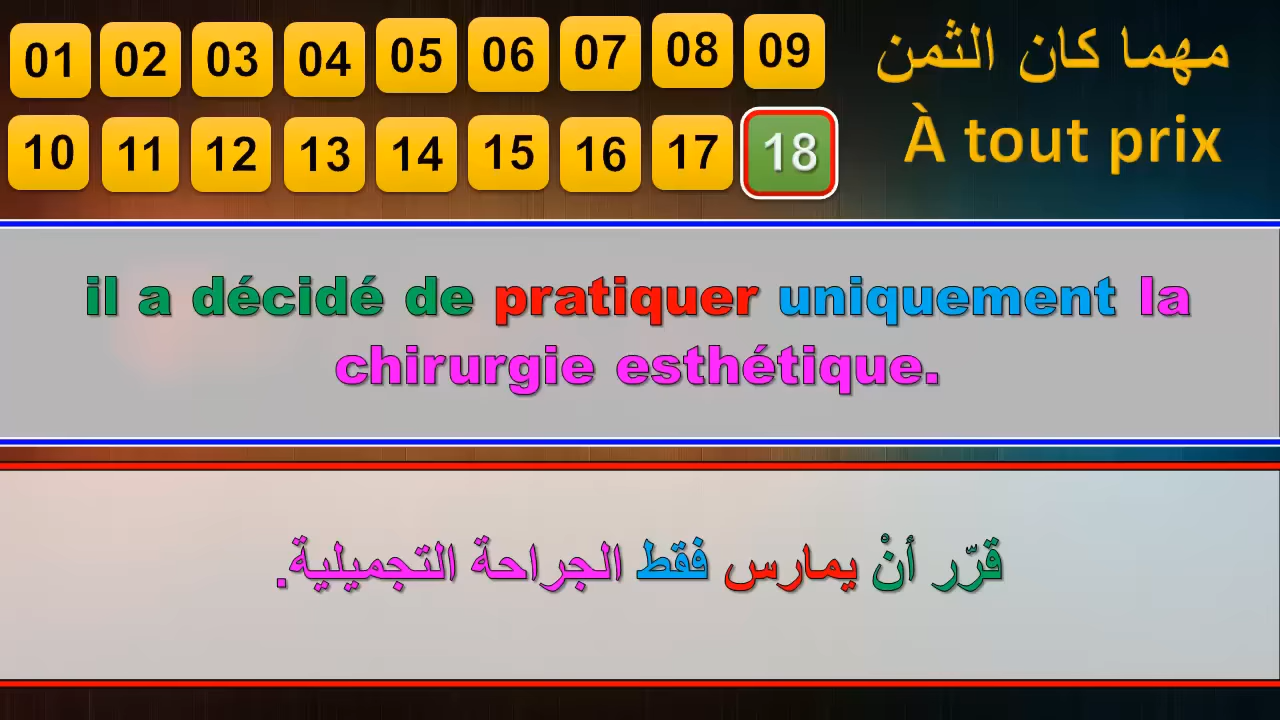 01 02 03 04 05 06 07 08 09
10 11 12 13 14 15 16 17 18
مهما كان الثمن
À tout prix
il a décidé de pratiquer uniquement la
chirurgie esthétique.
قرّر أنْ يمارس فقط الجراحة التجميلية.